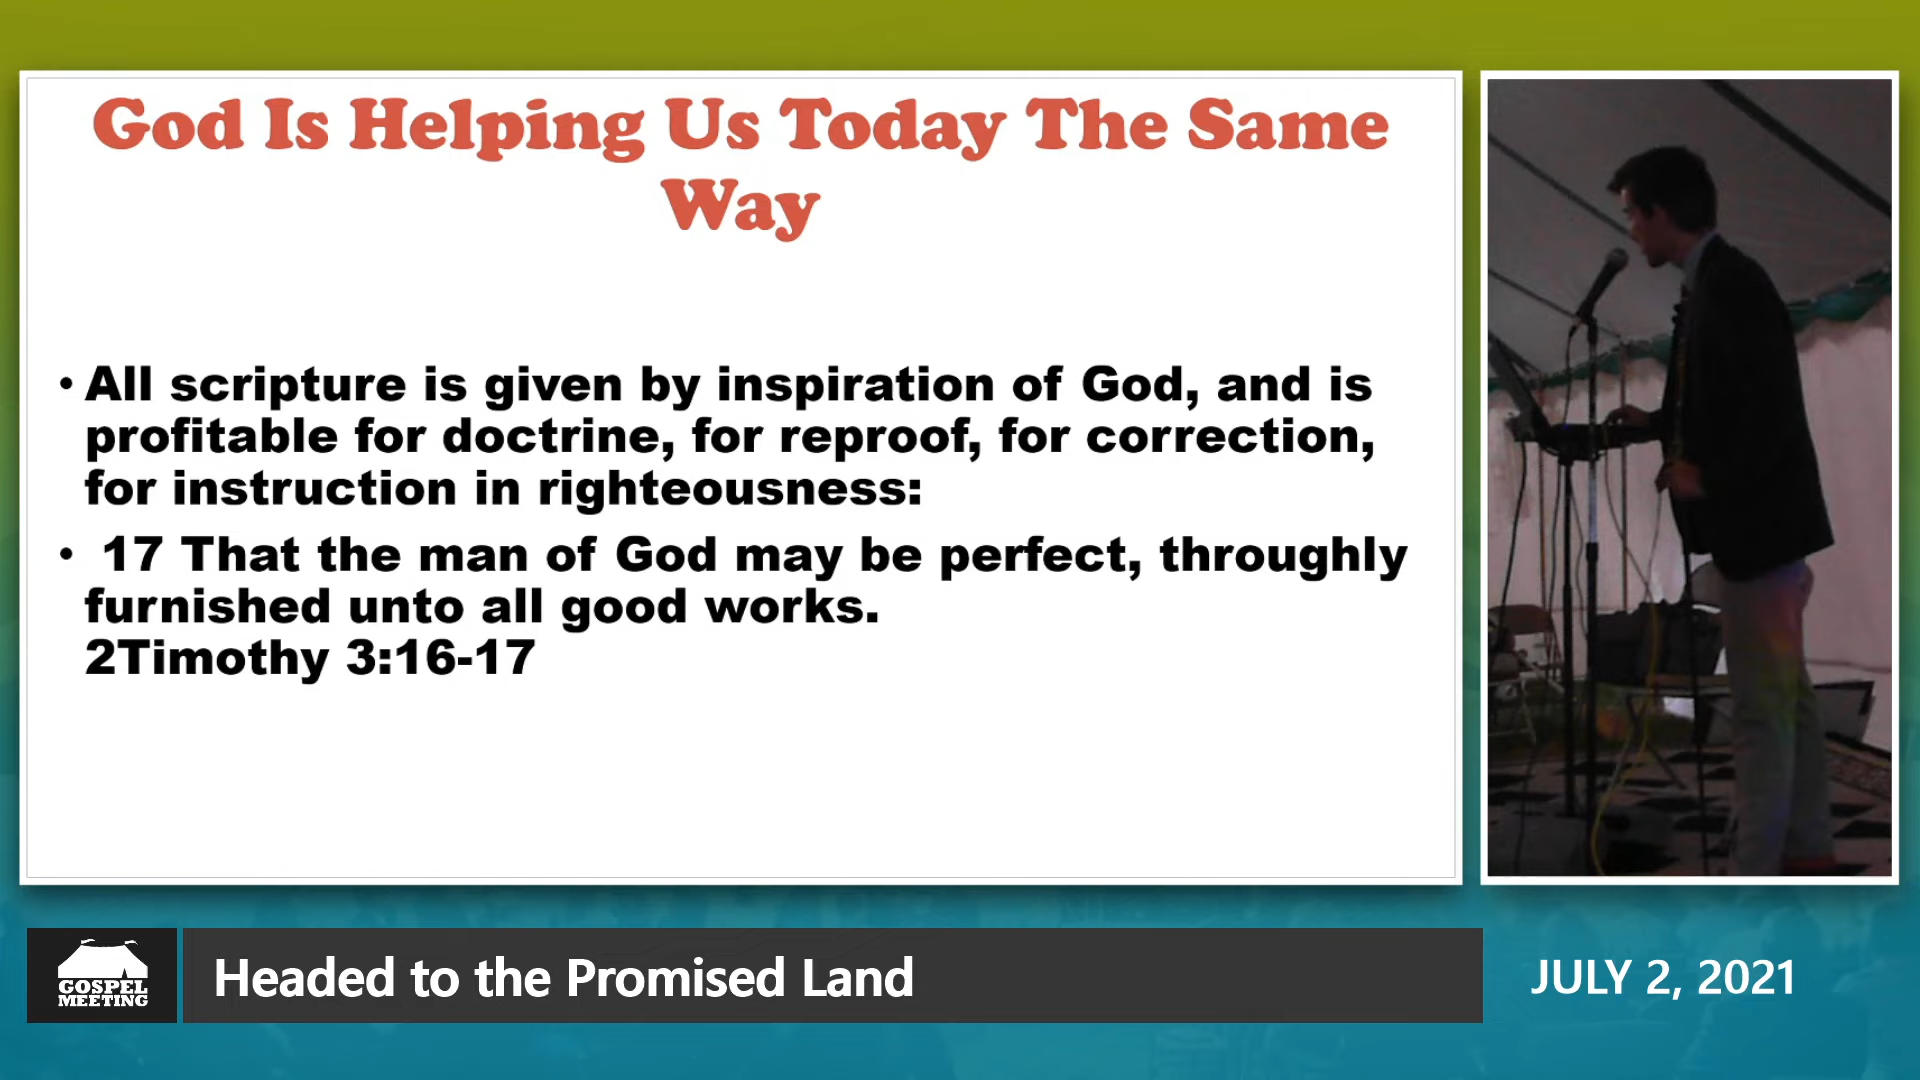 God Is Helping Us Today The Same
Way
• All scripture is given by inspiration of God, and is
profitable for doctrine, for reproof, for correction,
for instruction in righteousness:
• 17 That the man of God may be perfect, throughly
furnished unto all good works.
2Timothy 3:16-17
GOSPEL
MEETING
Headed to the Promised Land
JULY 2, 2021